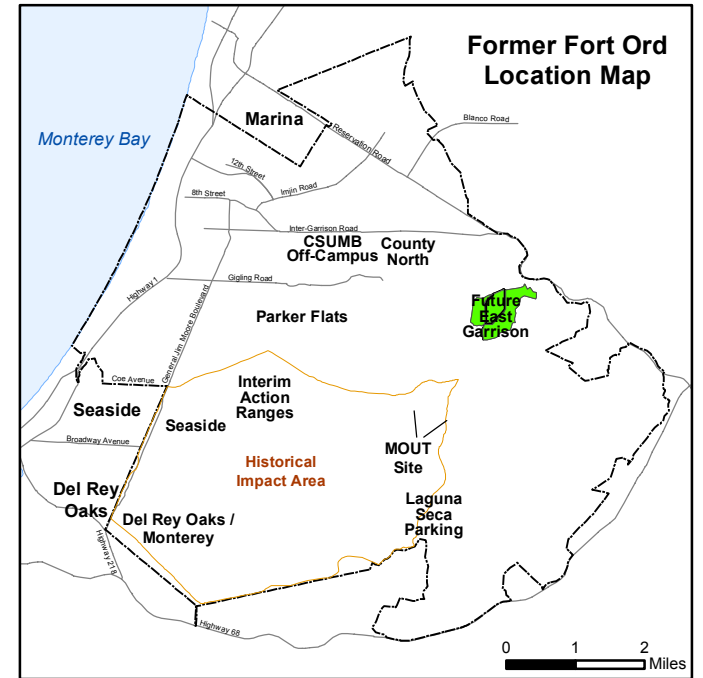 Former Fort Ord
Location Map
Marina
Blanco Road
Reservation Road
Monterey Bay
12th Street
Imjin Road
8th Street
Inter-Garrison Road
CSUMB
Off-Campus
County
North
Gigling Road
Highway 1
General Jim Moore Boulevard
Parker Flats
Future
East
Garrison
Coe Avenue
Interim
Action
Ranges
Seaside
Seaside
Broadway Avenue
MOUT
Site
Historical
Impact Area
Del Rey
Oaks
Laguna
Seca
Parking
Del Rey Oaks /
Monterey
Highway 218
Highway 68
0 1 2
Miles